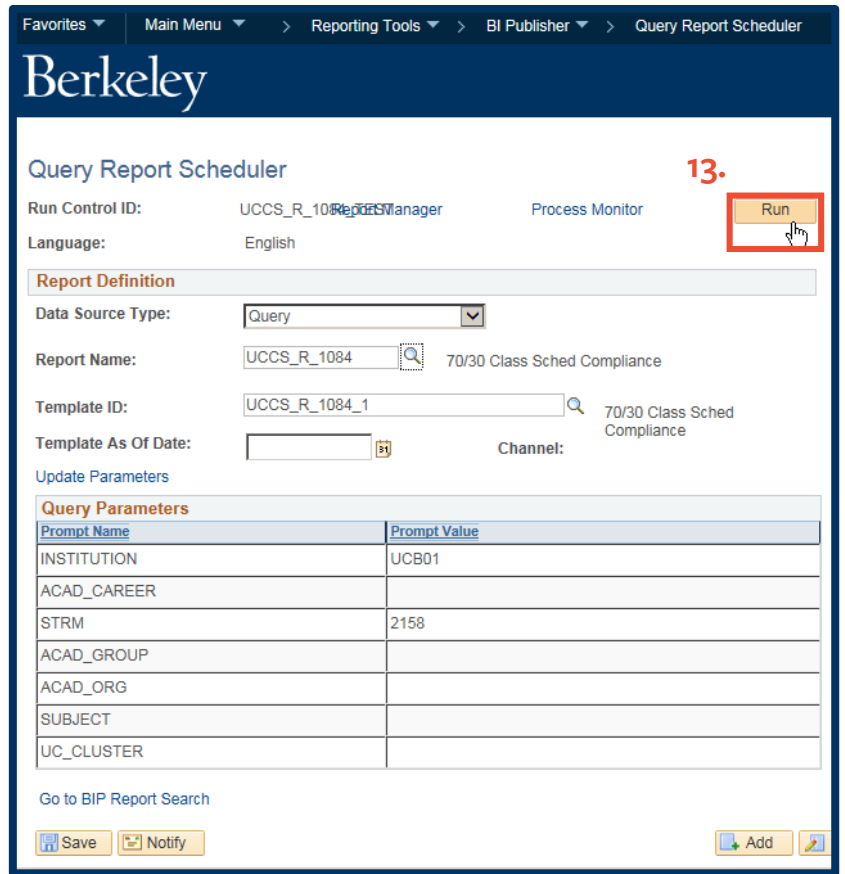 Favorites Main Menu > Reporting Tools > BI Publisher > Query Report Scheduler
Berkeley
Query Report Scheduler
13.
Run Control ID: UCCS_R_1084_TEST Report Manager Process Monitor Run
Language: English
Report Definition
Data Source Type: Query
Report Name: UCCS_R_1084 70/30 Class Sched Compliance
Template ID: UCCS_R_1084_1 70/30 Class Sched
Compliance
Template As Of Date: 31 Channel:
Update Parameters
Query Parameters
Prompt Name Prompt Value
INSTITUTION UCB01
ACAD_CAREER
STRM 2158
ACAD_GROUP
ACAD_ORG
SUBJECT
UC_CLUSTER
Go to BIP Report Search
Save Notify Add